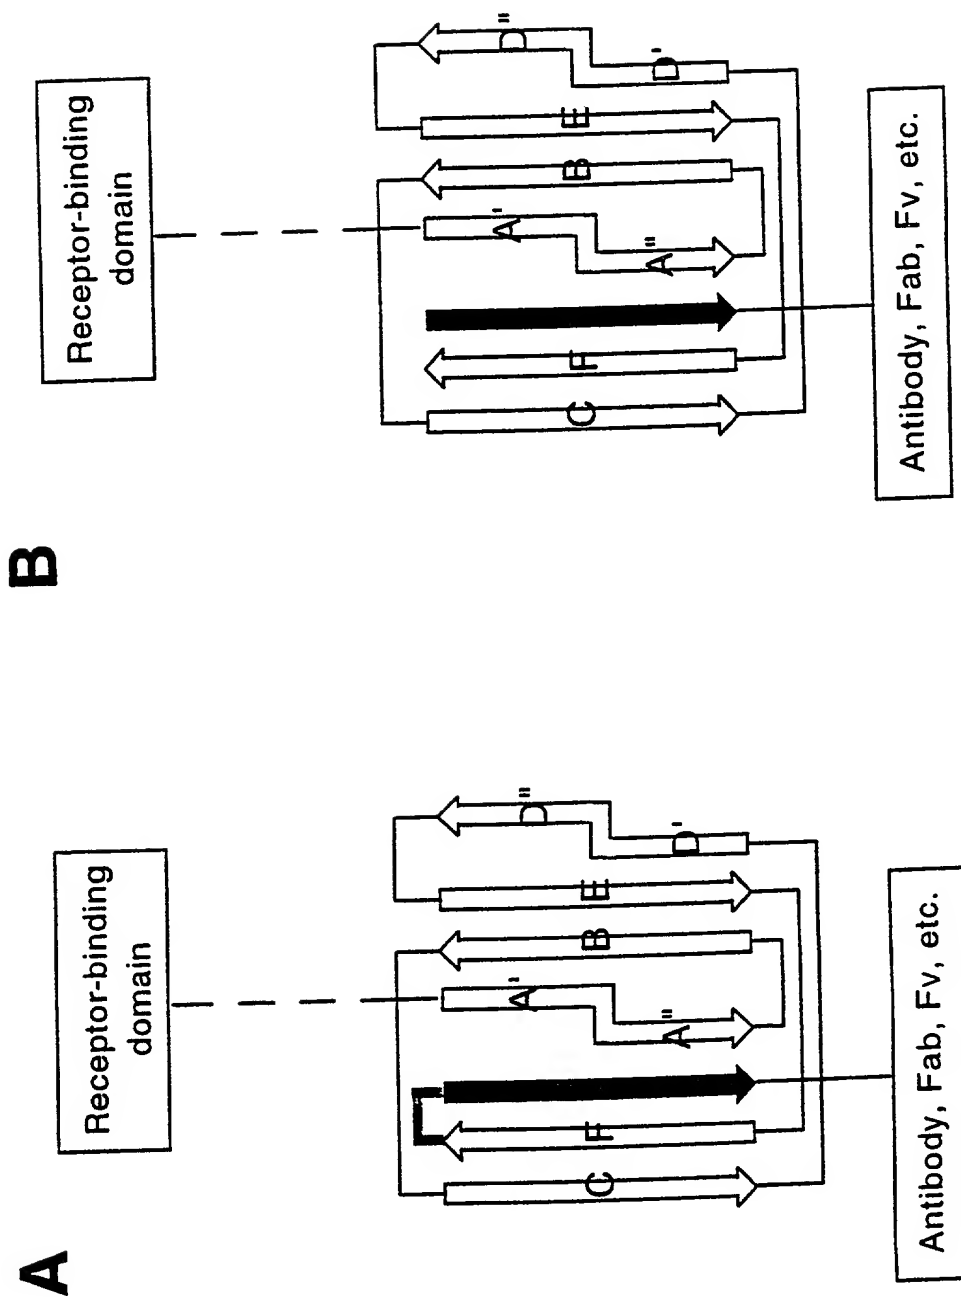 A
Receptor-binding
domain
C
F
A'
A"
B
E
D'
D"
Antibody, Fab, Fv, etc.
B
Receptor-binding
domain
C
F
A'
A"
B
E
D'
D"
Antibody, Fab, Fv, etc.